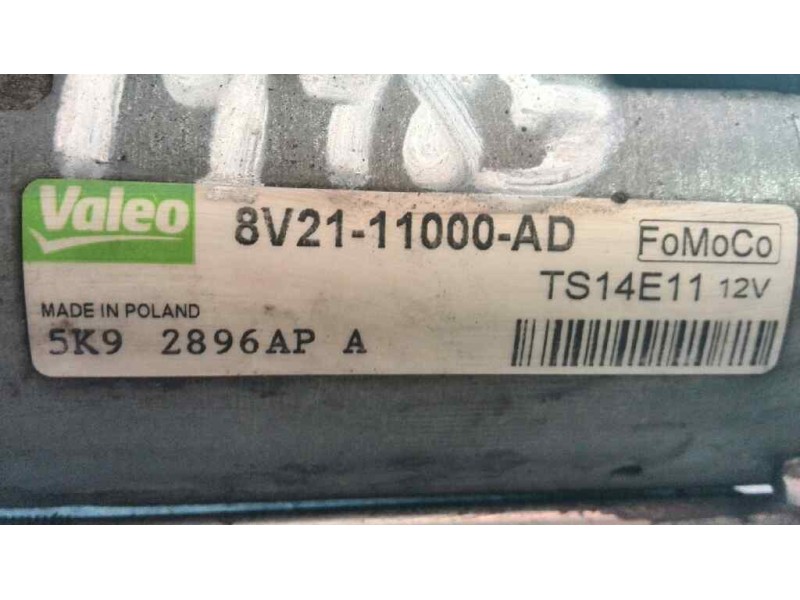 Valeo
8V21-11000-AD
FoMoCo
TS14E11 12V
MADE IN POLAND
5K9 2896AP A